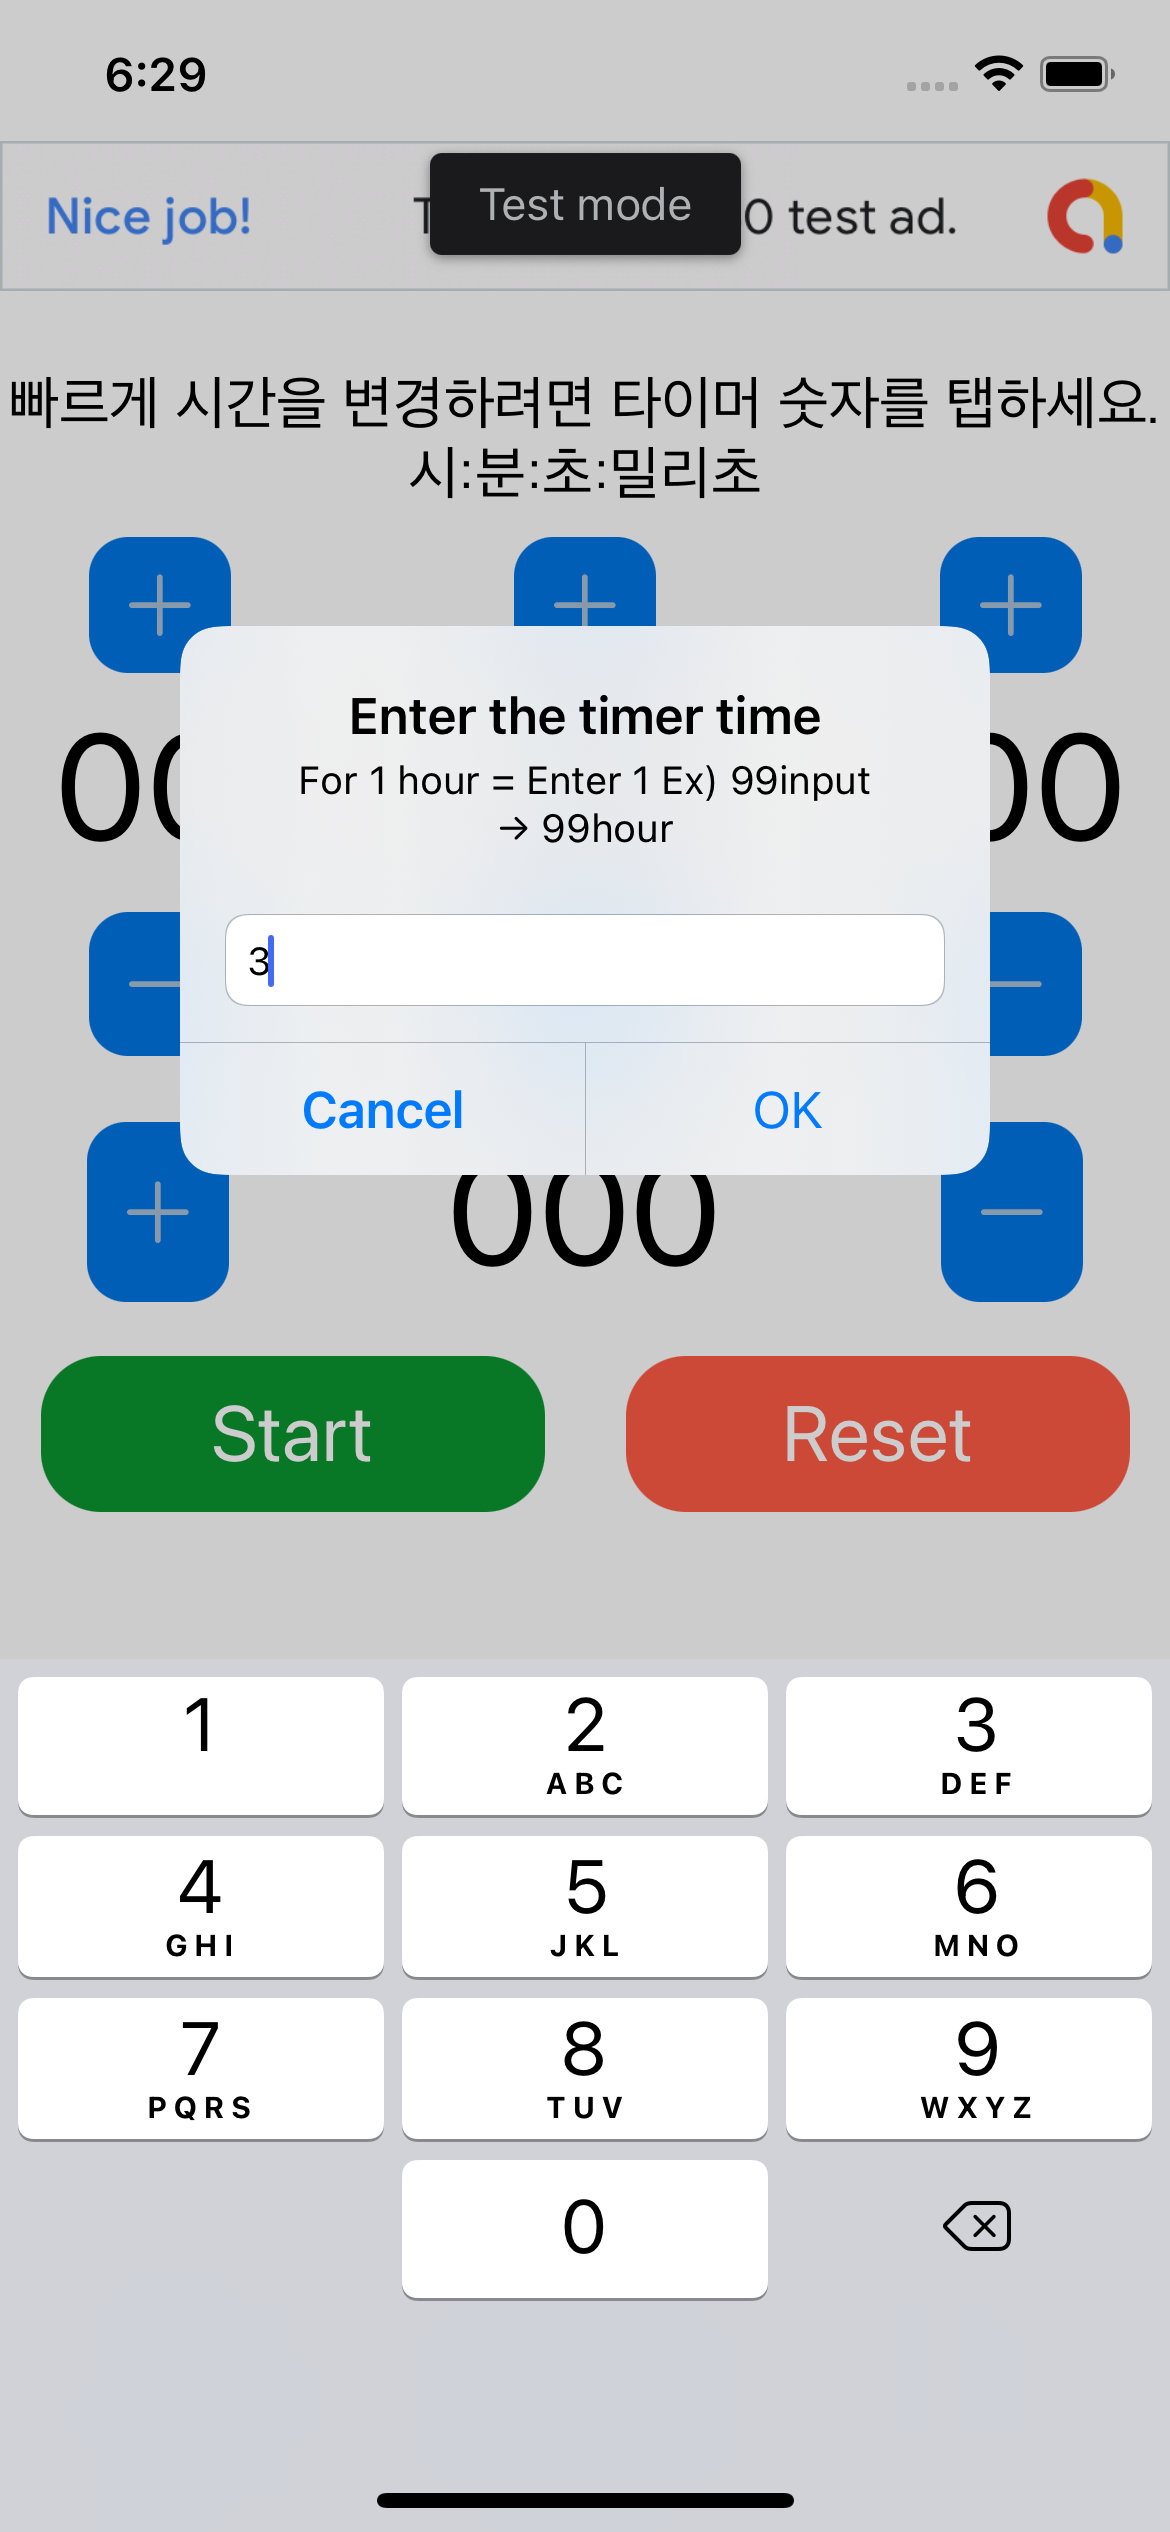 6:29
Nice job!
Test mode
0 test ad.
빠르게 시간을 변경하려면 타이머 숫자를 탭하세요.
시:분:초:밀리초
Enter the timer time
For 1 hour = Enter 1 Ex) 99input
→ 99hour
3
Cancel
OK
000
Start
Reset
1
2
ABC
3
DEF
4
GHI
5
JKL
6
MNO
7
PQRS
8
TUV
9
WXYZ
0